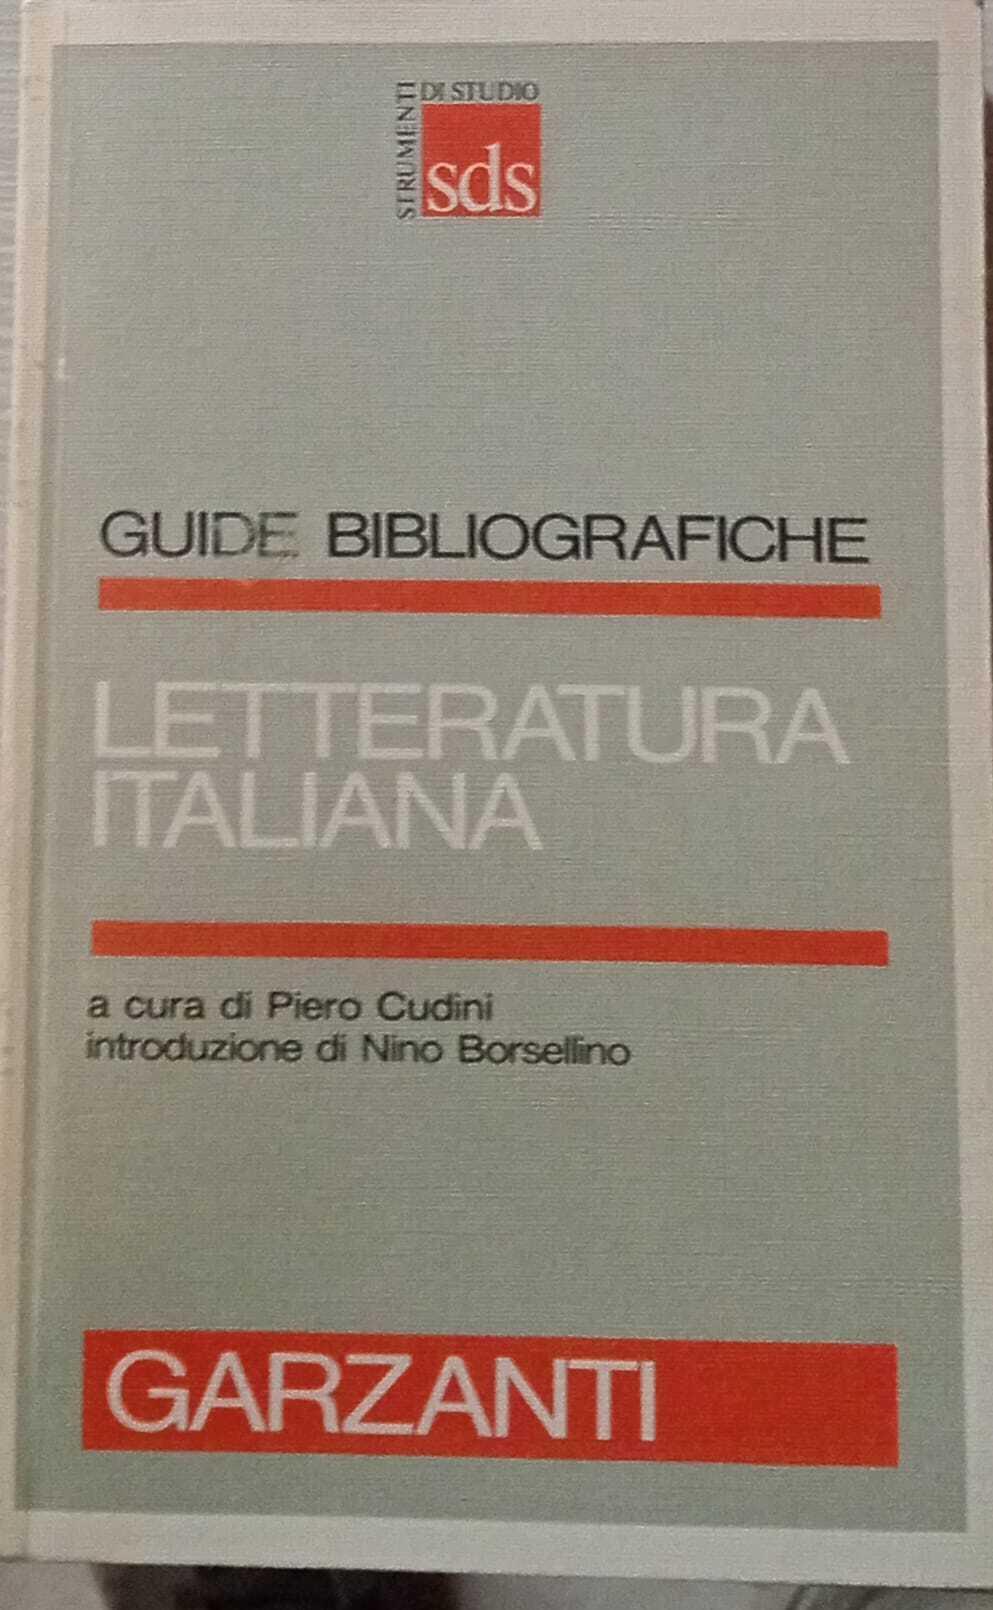 STRUMENTI
DI STUDIO
sds
GUIDE BIBLIOGRAFICHE
LETTERATURA
ITALIANA
a cura di Piero Cudini
introduzione di Nino Borsellino
GARZANTI